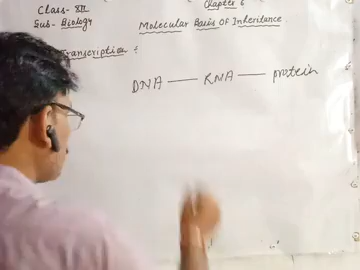 Class- XII
Chapter 6
Sub- Biology
Molecular Basis Of Inheritance
Transcription :
DNA — RNA — protein